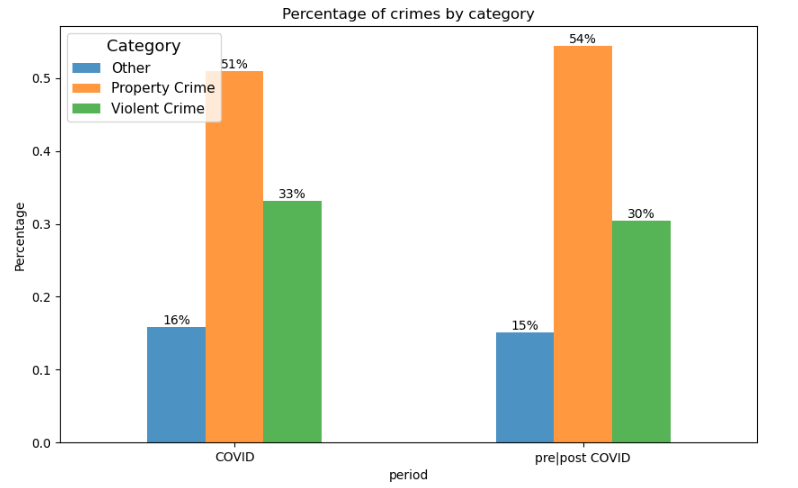 Percentage of crimes by category
Category
Other
Property Crime
Violent Crime
51%
54%
33%
30%
16%
15%
0.5
0.4
0.3
0.2
0.1
0.0
Percentage
COVID
pre|post COVID
period